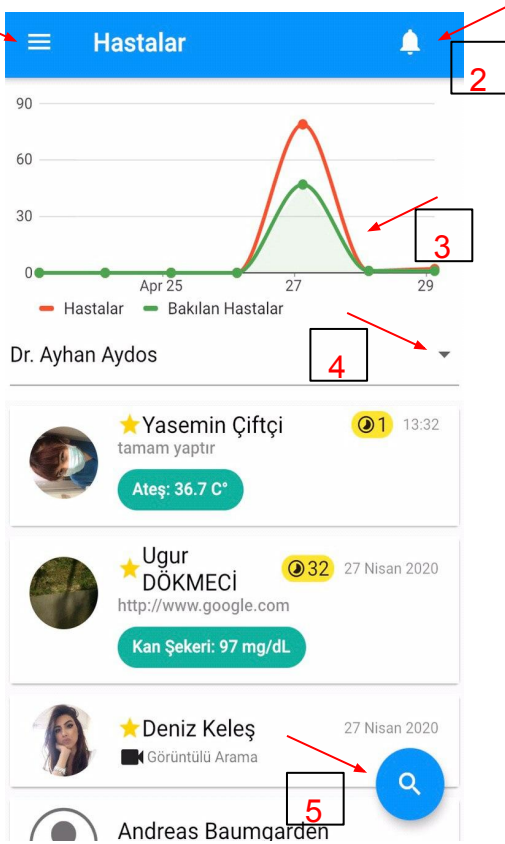 Hastalar
2
90
60
30
3
0
Apr 25
27
29
Hastalar
Bakılan Hastalar
4
Dr. Ayhan Aydos
Yasemin Çiftçi
1
13:32
tamam yaptır
Ateş: 36.7 C°
Ugur
DÖKMECİ
32
27 Nisan 2020
http://www.google.com
Kan Şekeri: 97 mg/dL
Deniz Keleş
27 Nisan 2020
Görüntülü Arama
5
Andreas Baumgarden